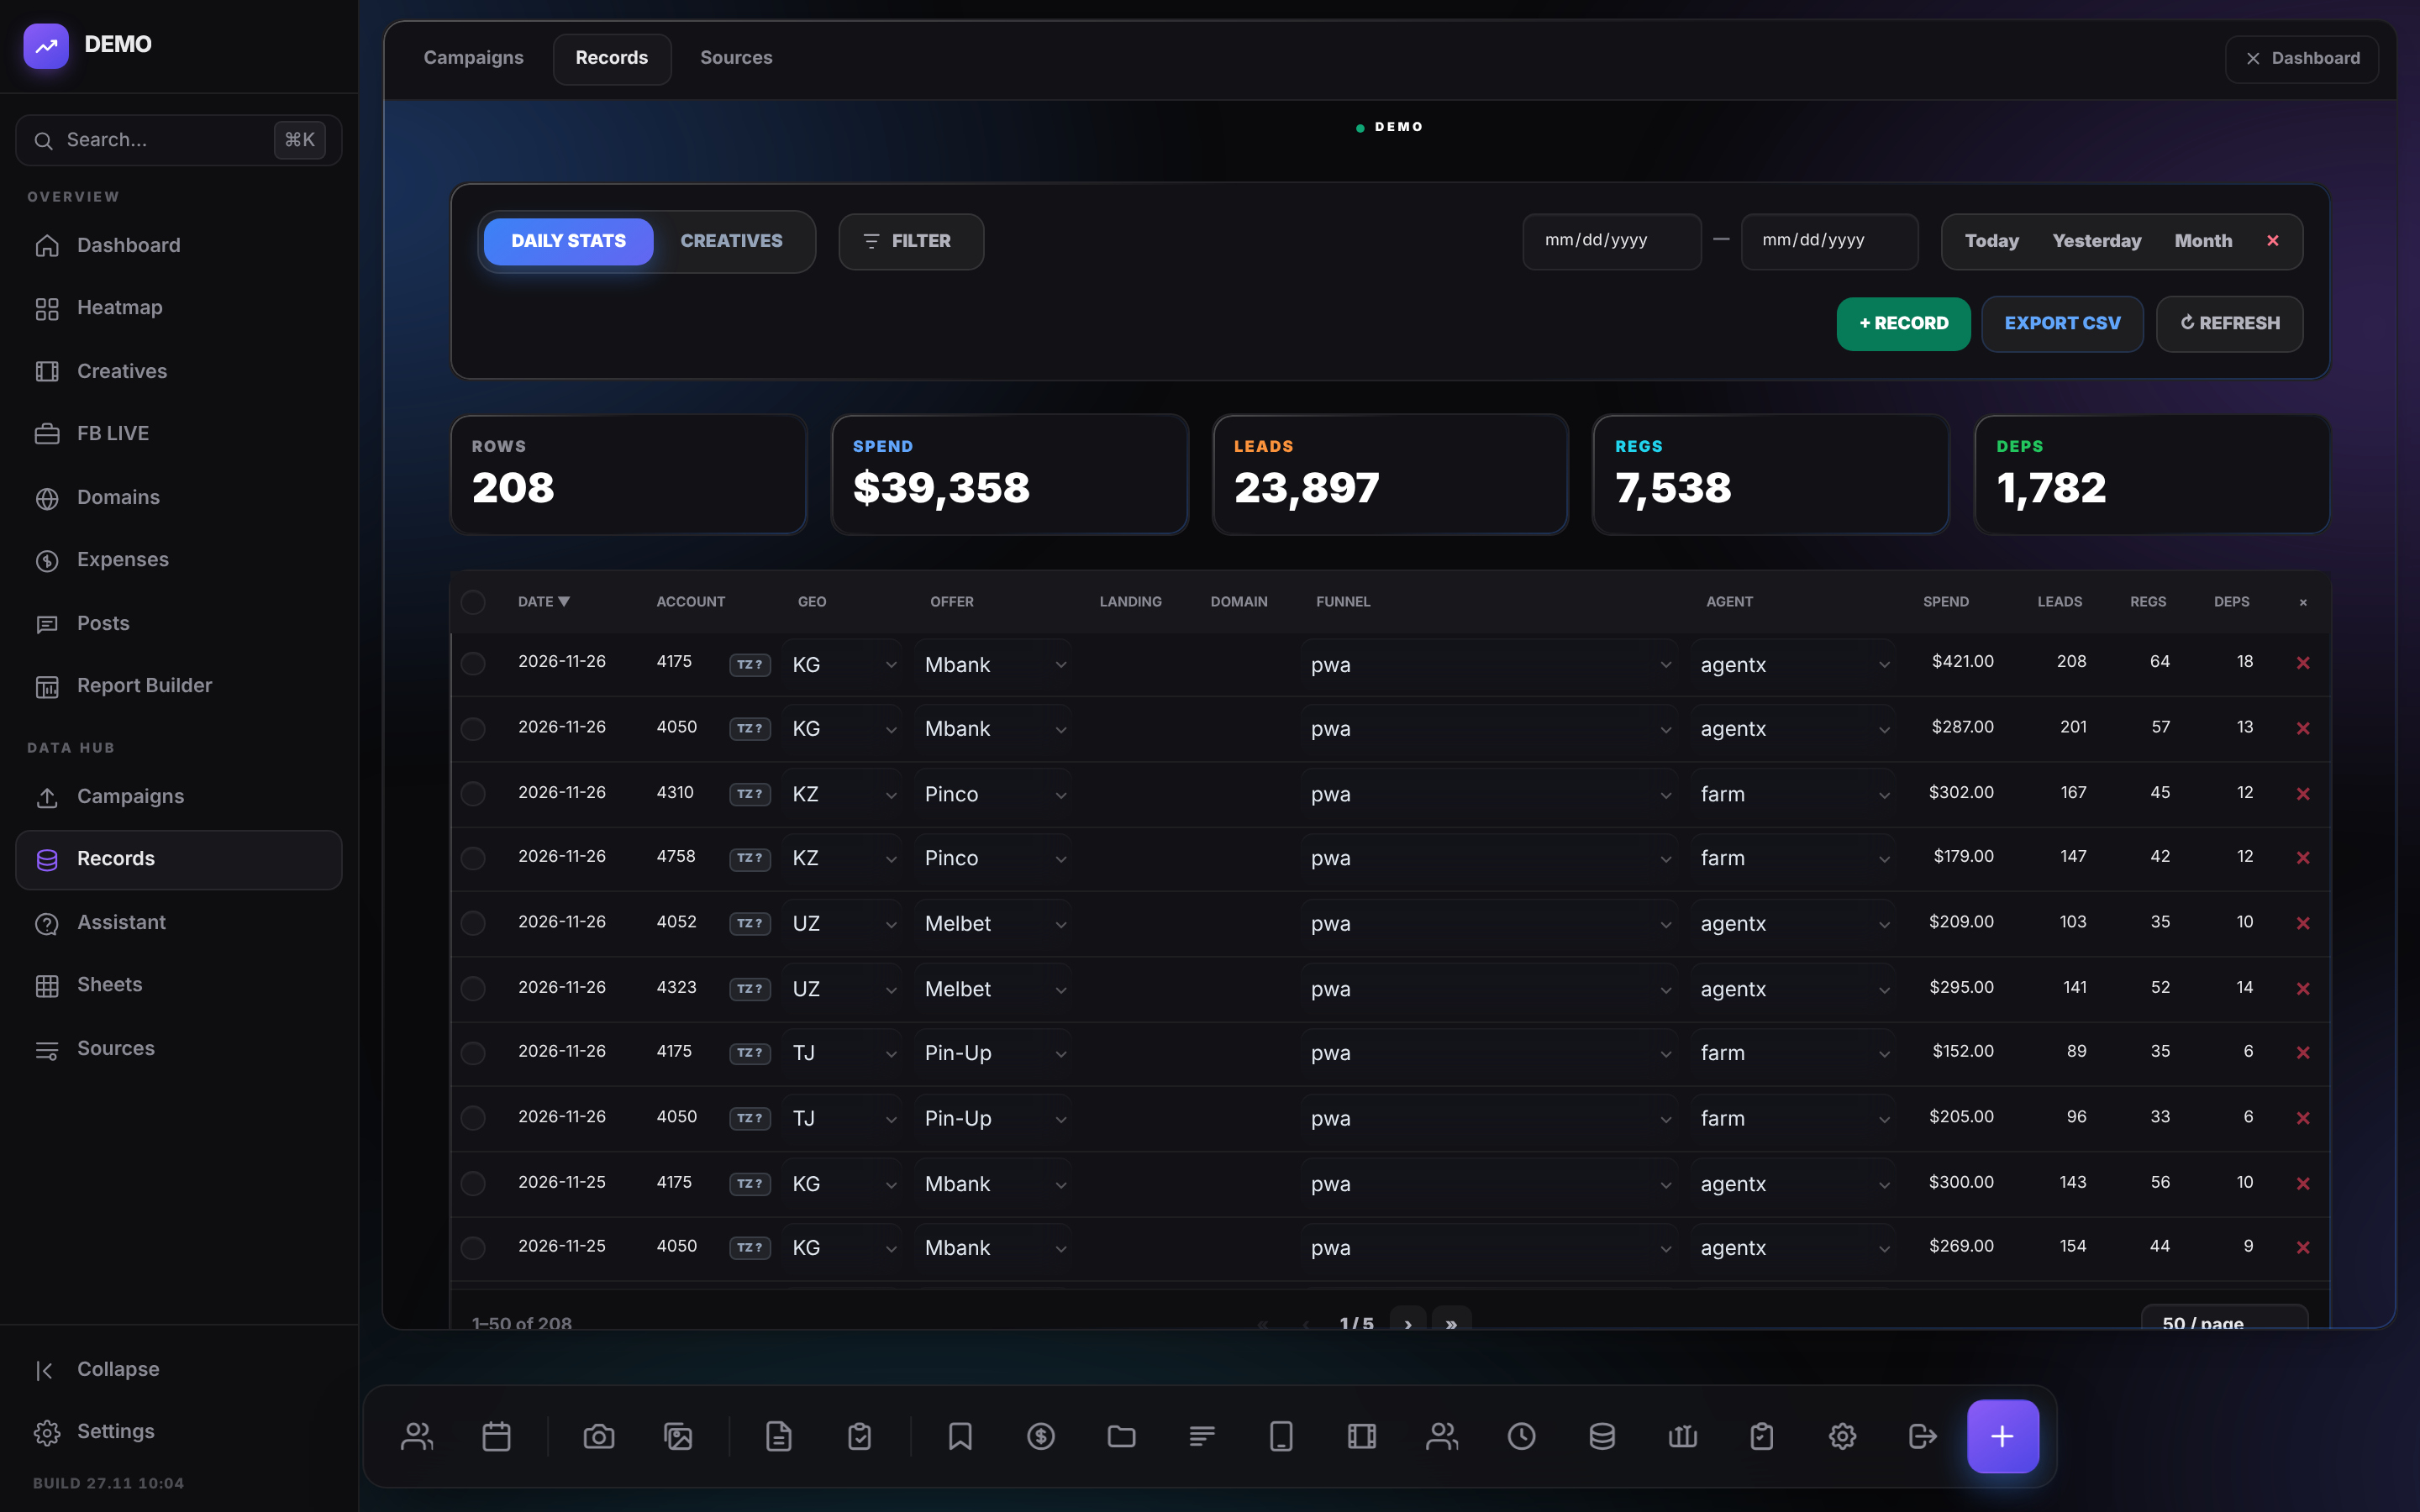 DEMO
Search...
⌘K
OVERVIEW
Dashboard
Heatmap
Creatives
FB LIVE
Domains
Expenses
Posts
Report Builder
DATA HUB
Campaigns
Records
Assistant
Sheets
Sources
Collapse
Settings
BUILD 27.11 10:04
Campaigns Records Sources × Dashboard
DEMO
DAILY STATS CREATIVES FILTER mm/dd/yyyy — mm/dd/yyyy Today Yesterday Month ×
+ RECORD EXPORT CSV ↻ REFRESH
ROWS
208
SPEND
$39,358
LEADS
23,897
REGS
7,538
DEPS
1,782
DATE ▼ ACCOUNT GEO OFFER LANDING DOMAIN FUNNEL AGENT SPEND LEADS REGS DEPS ×
2026-11-26 4175 TZ ? KG Mbank pwa agentx $421.00 208 64 18 ×
2026-11-26 4050 TZ ? KG Mbank pwa agentx $287.00 201 57 13 ×
2026-11-26 4310 TZ ? KZ Pinco pwa farm $302.00 167 45 12 ×
2026-11-26 4758 TZ ? KZ Pinco pwa farm $179.00 147 42 12 ×
2026-11-26 4052 TZ ? UZ Melbet pwa agentx $209.00 103 35 10 ×
2026-11-26 4323 TZ ? UZ Melbet pwa agentx $295.00 141 52 14 ×
2026-11-26 4175 TZ ? TJ Pin-Up pwa farm $152.00 89 35 6 ×
2026-11-26 4050 TZ ? TJ Pin-Up pwa farm $205.00 96 33 6 ×
2026-11-25 4175 TZ ? KG Mbank pwa agentx $300.00 143 56 10 ×
2026-11-25 4050 TZ ? KG Mbank pwa agentx $269.00 154 44 9 ×
1–50 of 208 « ‹ 1 / 5 › » 50 / page